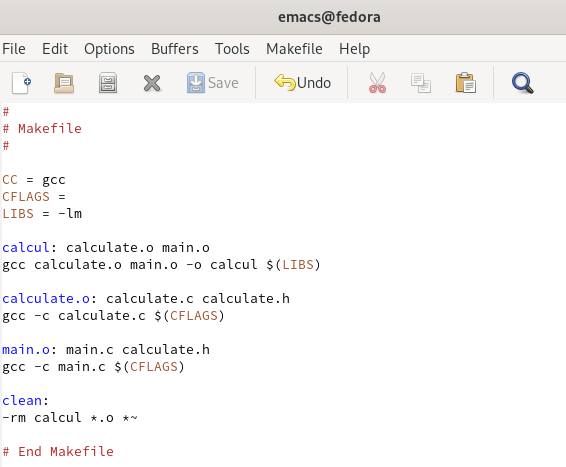 emacs@fedora
File Edit Options Buffers Tools Makefile Help
Save Undo
#
# Makefile
#
CC = gcc
CFLAGS =
LIBS = -lm
calcul: calculate.o main.o
gcc calculate.o main.o -o calcul $(LIBS)
calculate.o: calculate.c calculate.h
gcc -c calculate.c $(CFLAGS)
main.o: main.c calculate.h
gcc -c main.c $(CFLAGS)
clean:
-rm calcul *.o *~
# End Makefile